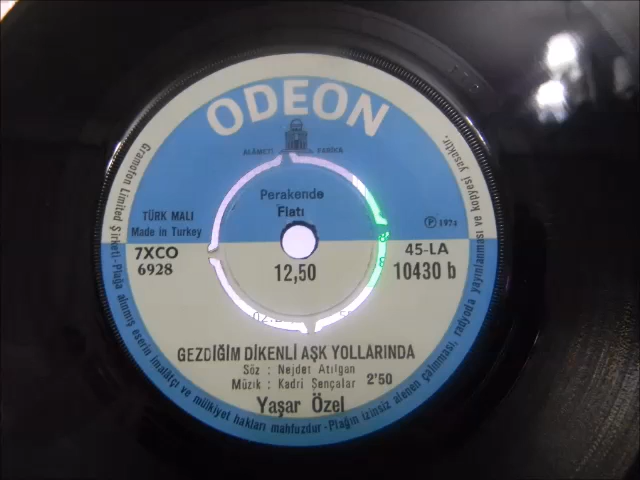 ODEON
ALÂMETİ FARİKA
Perakende
Fiatı
TÜRK MALI
Made in Turkey
℗ 1974
7XCO
6928
12,50
45-LA
10430 b
GEZDİĞİM DİKENLİ AŞK YOLLARINDA
Söz : Nejdet Atılgan
Müzik : Kadri Şençalar 2'50
Yaşar Özel
Gramofon Limited Şirketi-Plağa alınmış eserin imalâtçı ve mülkiyet hakları mahfuzdur-Plağın izinsiz alenen çalınması, radyoda yayınlanması ve kopyesi yasaktır.